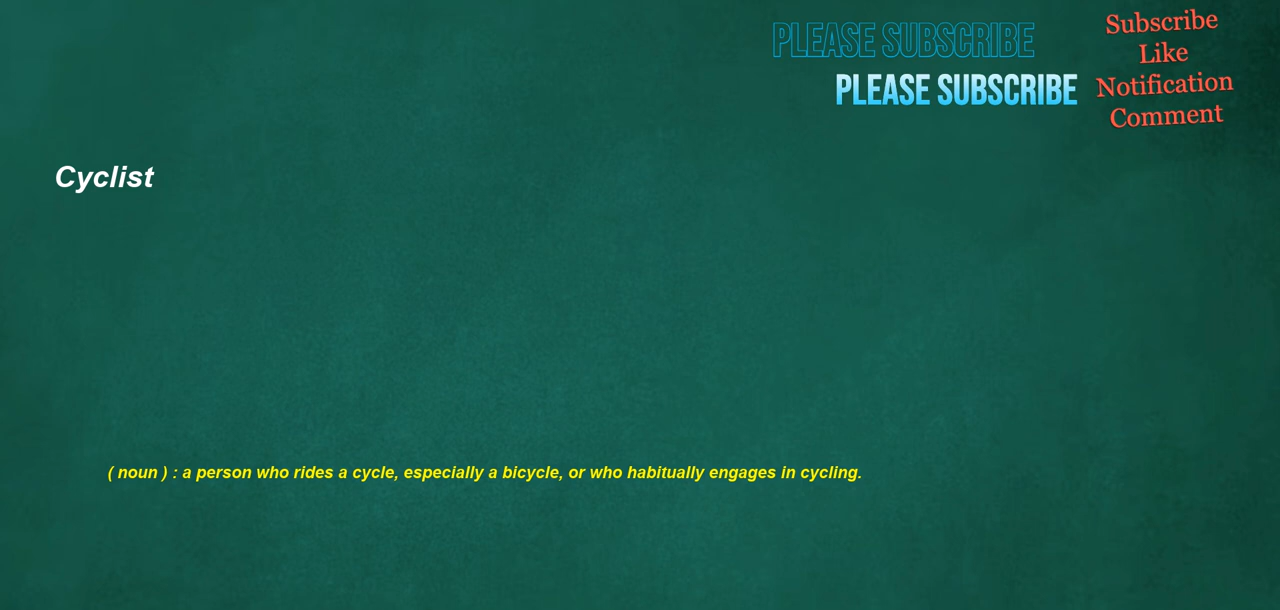 PLEASE SUBSCRIBE
PLEASE SUBSCRIBE
Subscribe
Like
Notification
Comment
Cyclist
( noun ) : a person who rides a cycle, especially a bicycle, or who habitually engages in cycling.